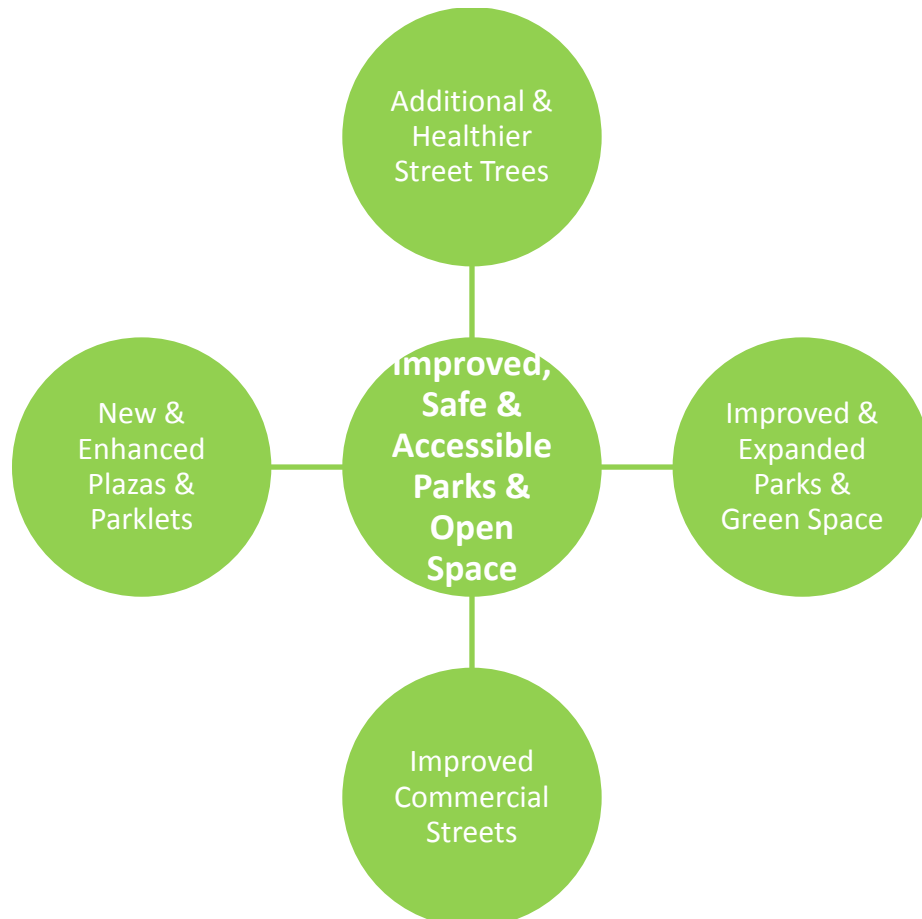 Additional &
Healthier
Street Trees
New &
Enhanced
Plazas &
Parklets
Improved,
Safe &
Accessible
Parks &
Open
Space
Improved &
Expanded
Parks &
Green Space
Improved
Commercial
Streets